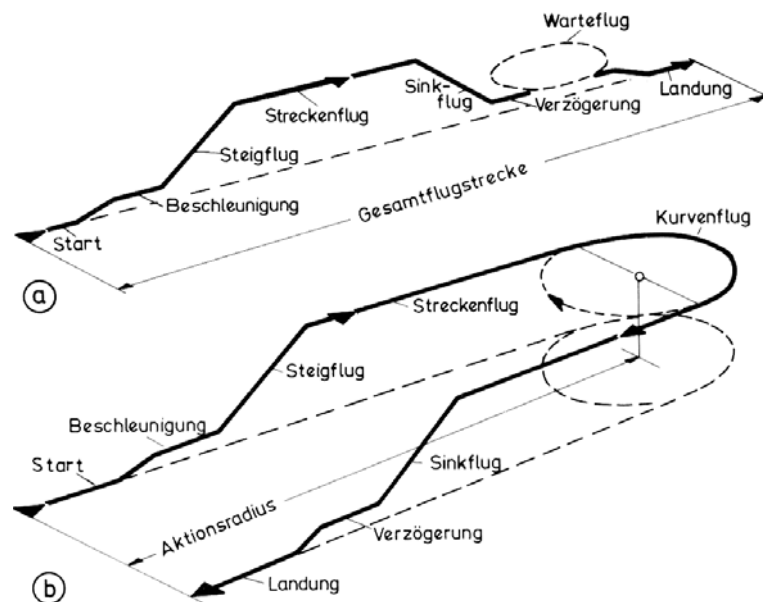 Warteflug
Streckenflug
Sink-
flug
Verzögerung
Landung
Steigflug
Beschleunigung
Start
Gesamtflugstrecke
a
Kurvenflug
Streckenflug
Steigflug
Beschleunigung
Start
Sinkflug
Aktionsradius
Verzögerung
Landung
b